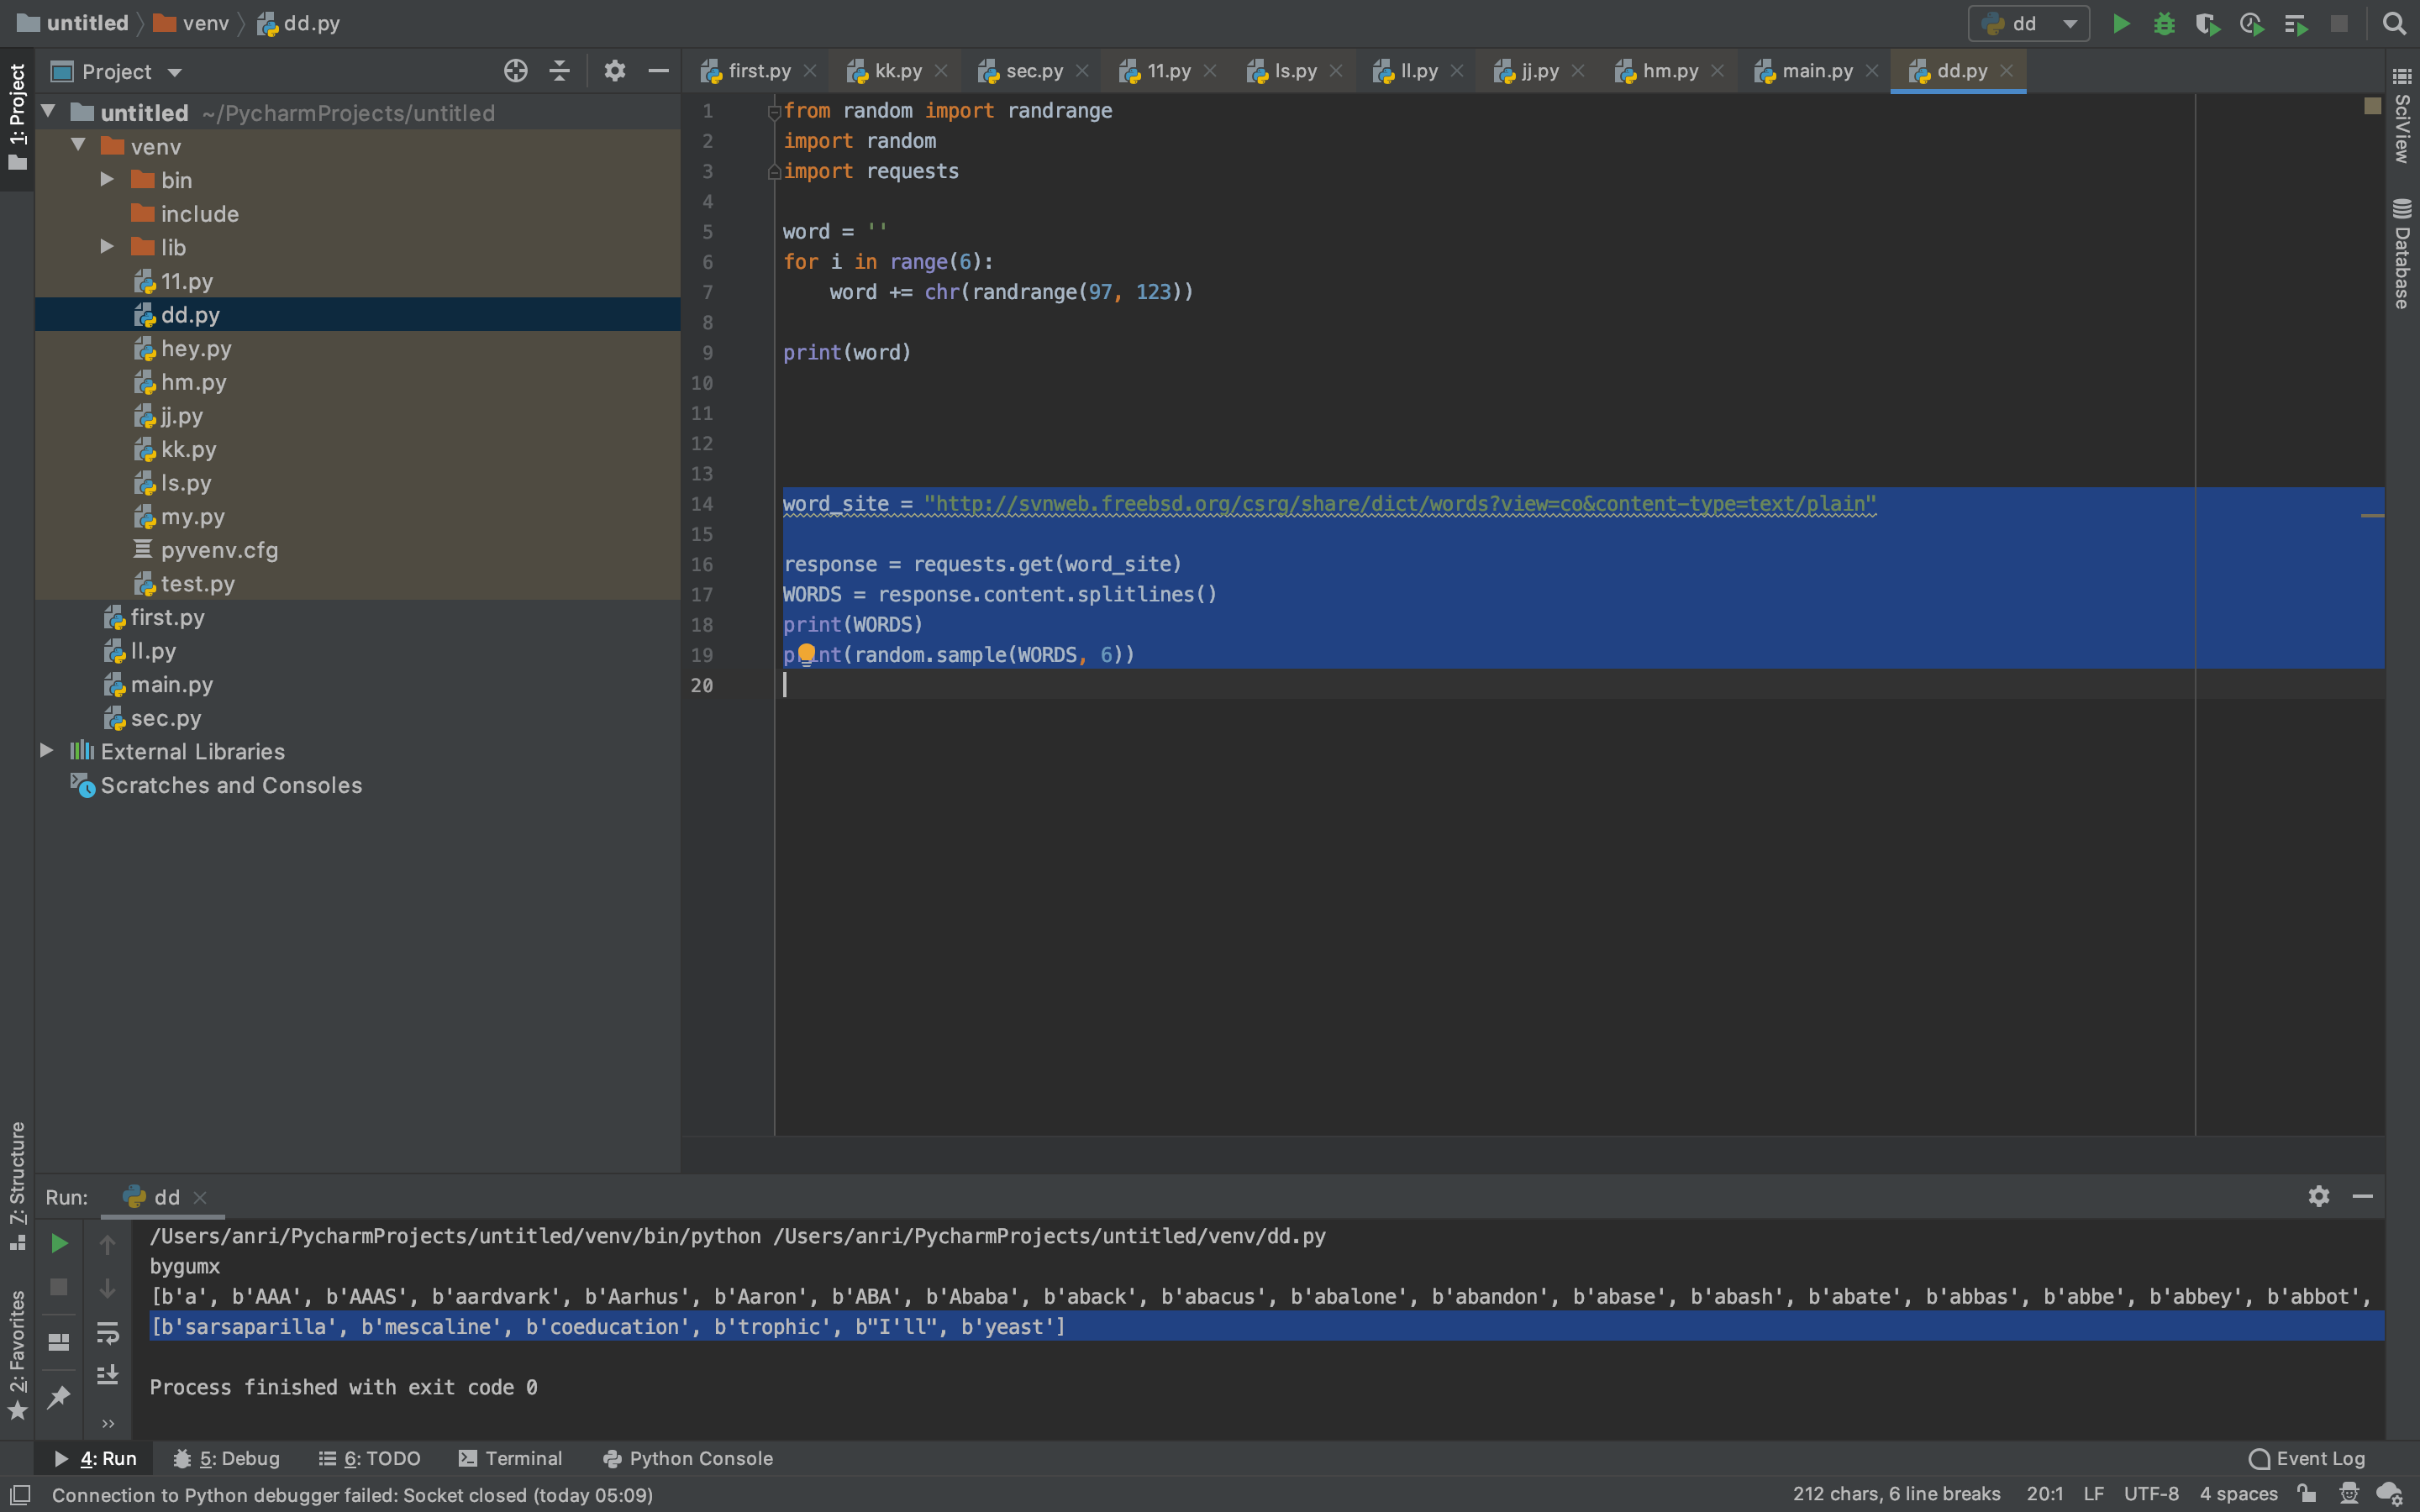 untitled venv dd.py
dd
Project
first.py kk.py sec.py 11.py ls.py ll.py jj.py hm.py main.py dd.py
1: Project
untitled ~/PycharmProjects/untitled
venv
bin
include
lib
11.py
dd.py
hey.py
hm.py
jj.py
kk.py
ls.py
my.py
pyvenv.cfg
test.py
first.py
ll.py
main.py
sec.py
External Libraries
Scratches and Consoles
1 from random import randrange
2 import random
3 import requests
4
5 word = ''
6 for i in range(6):
7 word += chr(randrange(97, 123))
8
9 print(word)
10
11
12
13
14 word_site = "http://svnweb.freebsd.org/csrg/share/dict/words?view=co&content-type=text/plain"
15
16 response = requests.get(word_site)
17 WORDS = response.content.splitlines()
18 print(WORDS)
19 print(random.sample(WORDS, 6))
20
SciView
Database
Z: Structure
2: Favorites
Run: dd
/Users/anri/PycharmProjects/untitled/venv/bin/python /Users/anri/PycharmProjects/untitled/venv/dd.py
bygumx
[b'a', b'AAA', b'AAAS', b'aardvark', b'Aarhus', b'Aaron', b'ABA', b'Ababa', b'aback', b'abacus', b'abalone', b'abandon', b'abase', b'abash', b'abate', b'abbas', b'abbe', b'abbey', b'abbot',
[b'sarsaparilla', b'mescaline', b'coeducation', b'trophic', b"I'll", b'yeast']
Process finished with exit code 0
4: Run 5: Debug 6: TODO Terminal Python Console Event Log
Connection to Python debugger failed: Socket closed (today 05:09) 212 chars, 6 line breaks 20:1 LF UTF-8 4 spaces